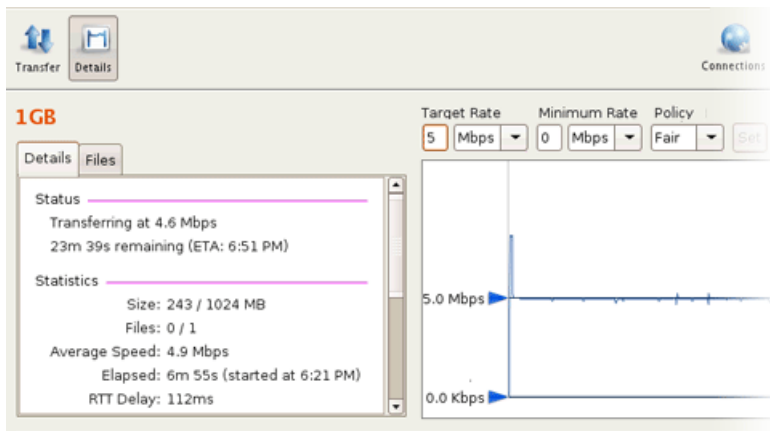 Transfer Details Connections
1GB
Target Rate Minimum Rate Policy
5 Mbps 0 Mbps Fair Set
Details Files
Status
Transferring at 4.6 Mbps
23m 39s remaining (ETA: 6:51 PM)
Statistics
Size: 243 / 1024 MB
Files: 0 / 1
Average Speed: 4.9 Mbps
Elapsed: 6m 55s (started at 6:21 PM)
RTT Delay: 112ms
5.0 Mbps
0.0 Kbps